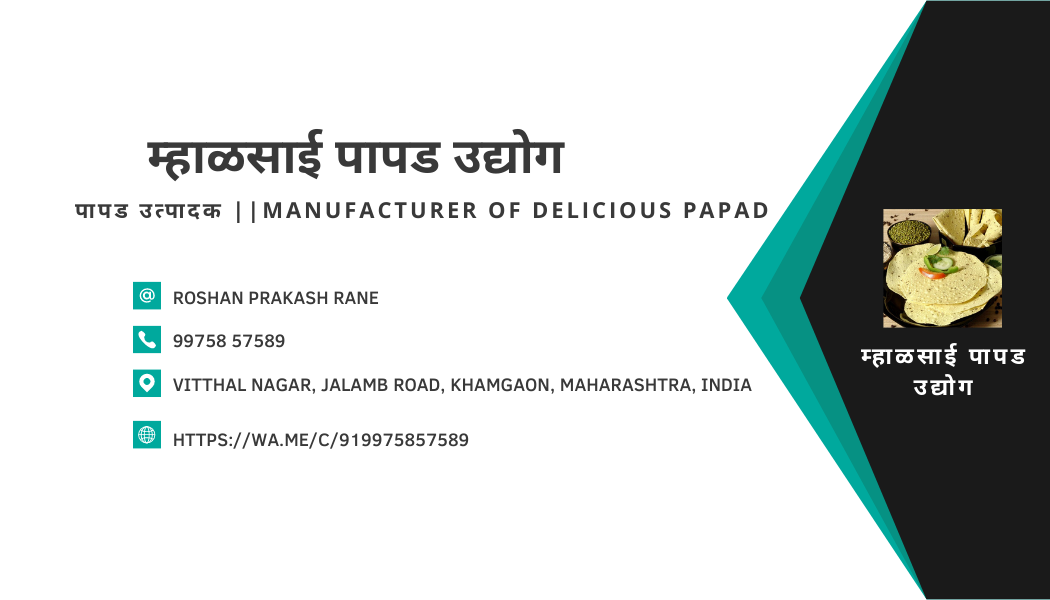 म्हाळसाई पापड उद्योग
पापड उत्पादक ||MANUFACTURER OF DELICIOUS PAPAD
@ ROSHAN PRAKASH RANE
99758 57589
VITTHAL NAGAR, JALAMB ROAD, KHAMGAON, MAHARASHTRA, INDIA
HTTPS://WA.ME/C/919975857589
म्हाळसाई पापड
उद्योग